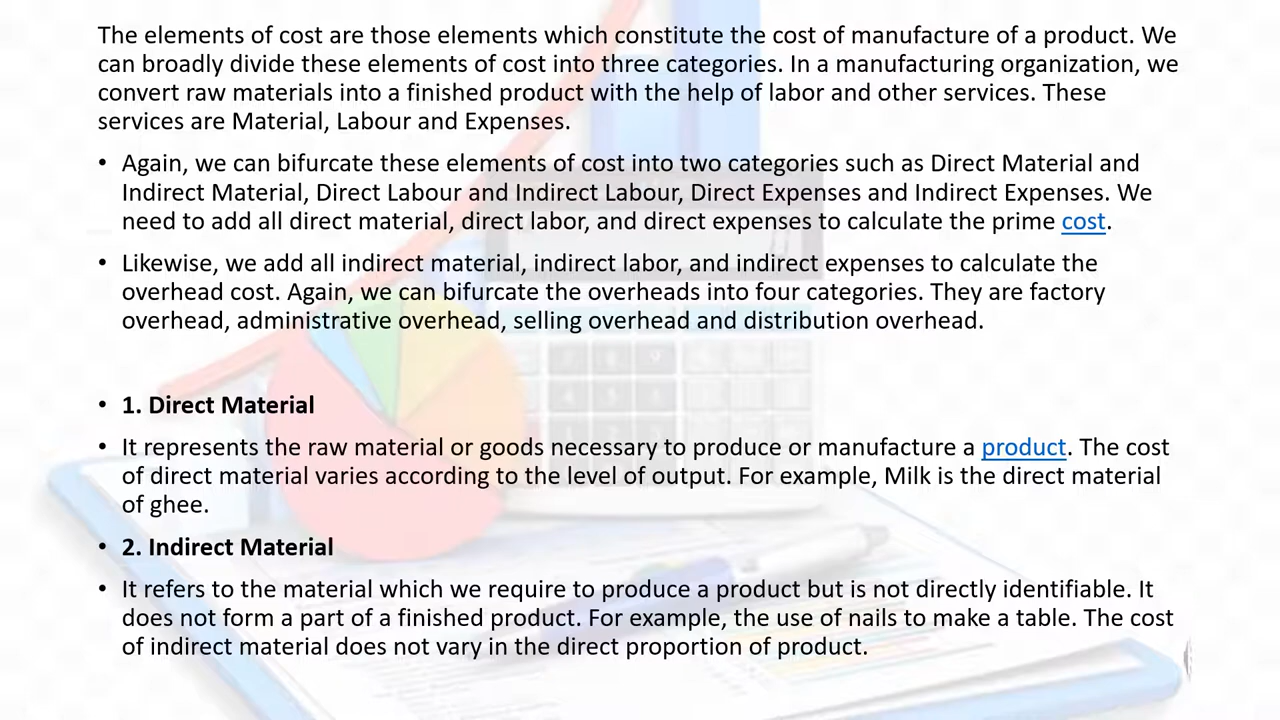 The elements of cost are those elements which constitute the cost of manufacture of a product. We
can broadly divide these elements of cost into three categories. In a manufacturing organization, we
convert raw materials into a finished product with the help of labor and other services. These
services are Material, Labour and Expenses.
• Again, we can bifurcate these elements of cost into two categories such as Direct Material and
Indirect Material, Direct Labour and Indirect Labour, Direct Expenses and Indirect Expenses. We
need to add all direct material, direct labor, and direct expenses to calculate the prime cost.
• Likewise, we add all indirect material, indirect labor, and indirect expenses to calculate the
overhead cost. Again, we can bifurcate the overheads into four categories. They are factory
overhead, administrative overhead, selling overhead and distribution overhead.
• 1. Direct Material
• It represents the raw material or goods necessary to produce or manufacture a product. The cost
of direct material varies according to the level of output. For example, Milk is the direct material
of ghee.
• 2. Indirect Material
• It refers to the material which we require to produce a product but is not directly identifiable. It
does not form a part of a finished product. For example, the use of nails to make a table. The cost
of indirect material does not vary in the direct proportion of product.